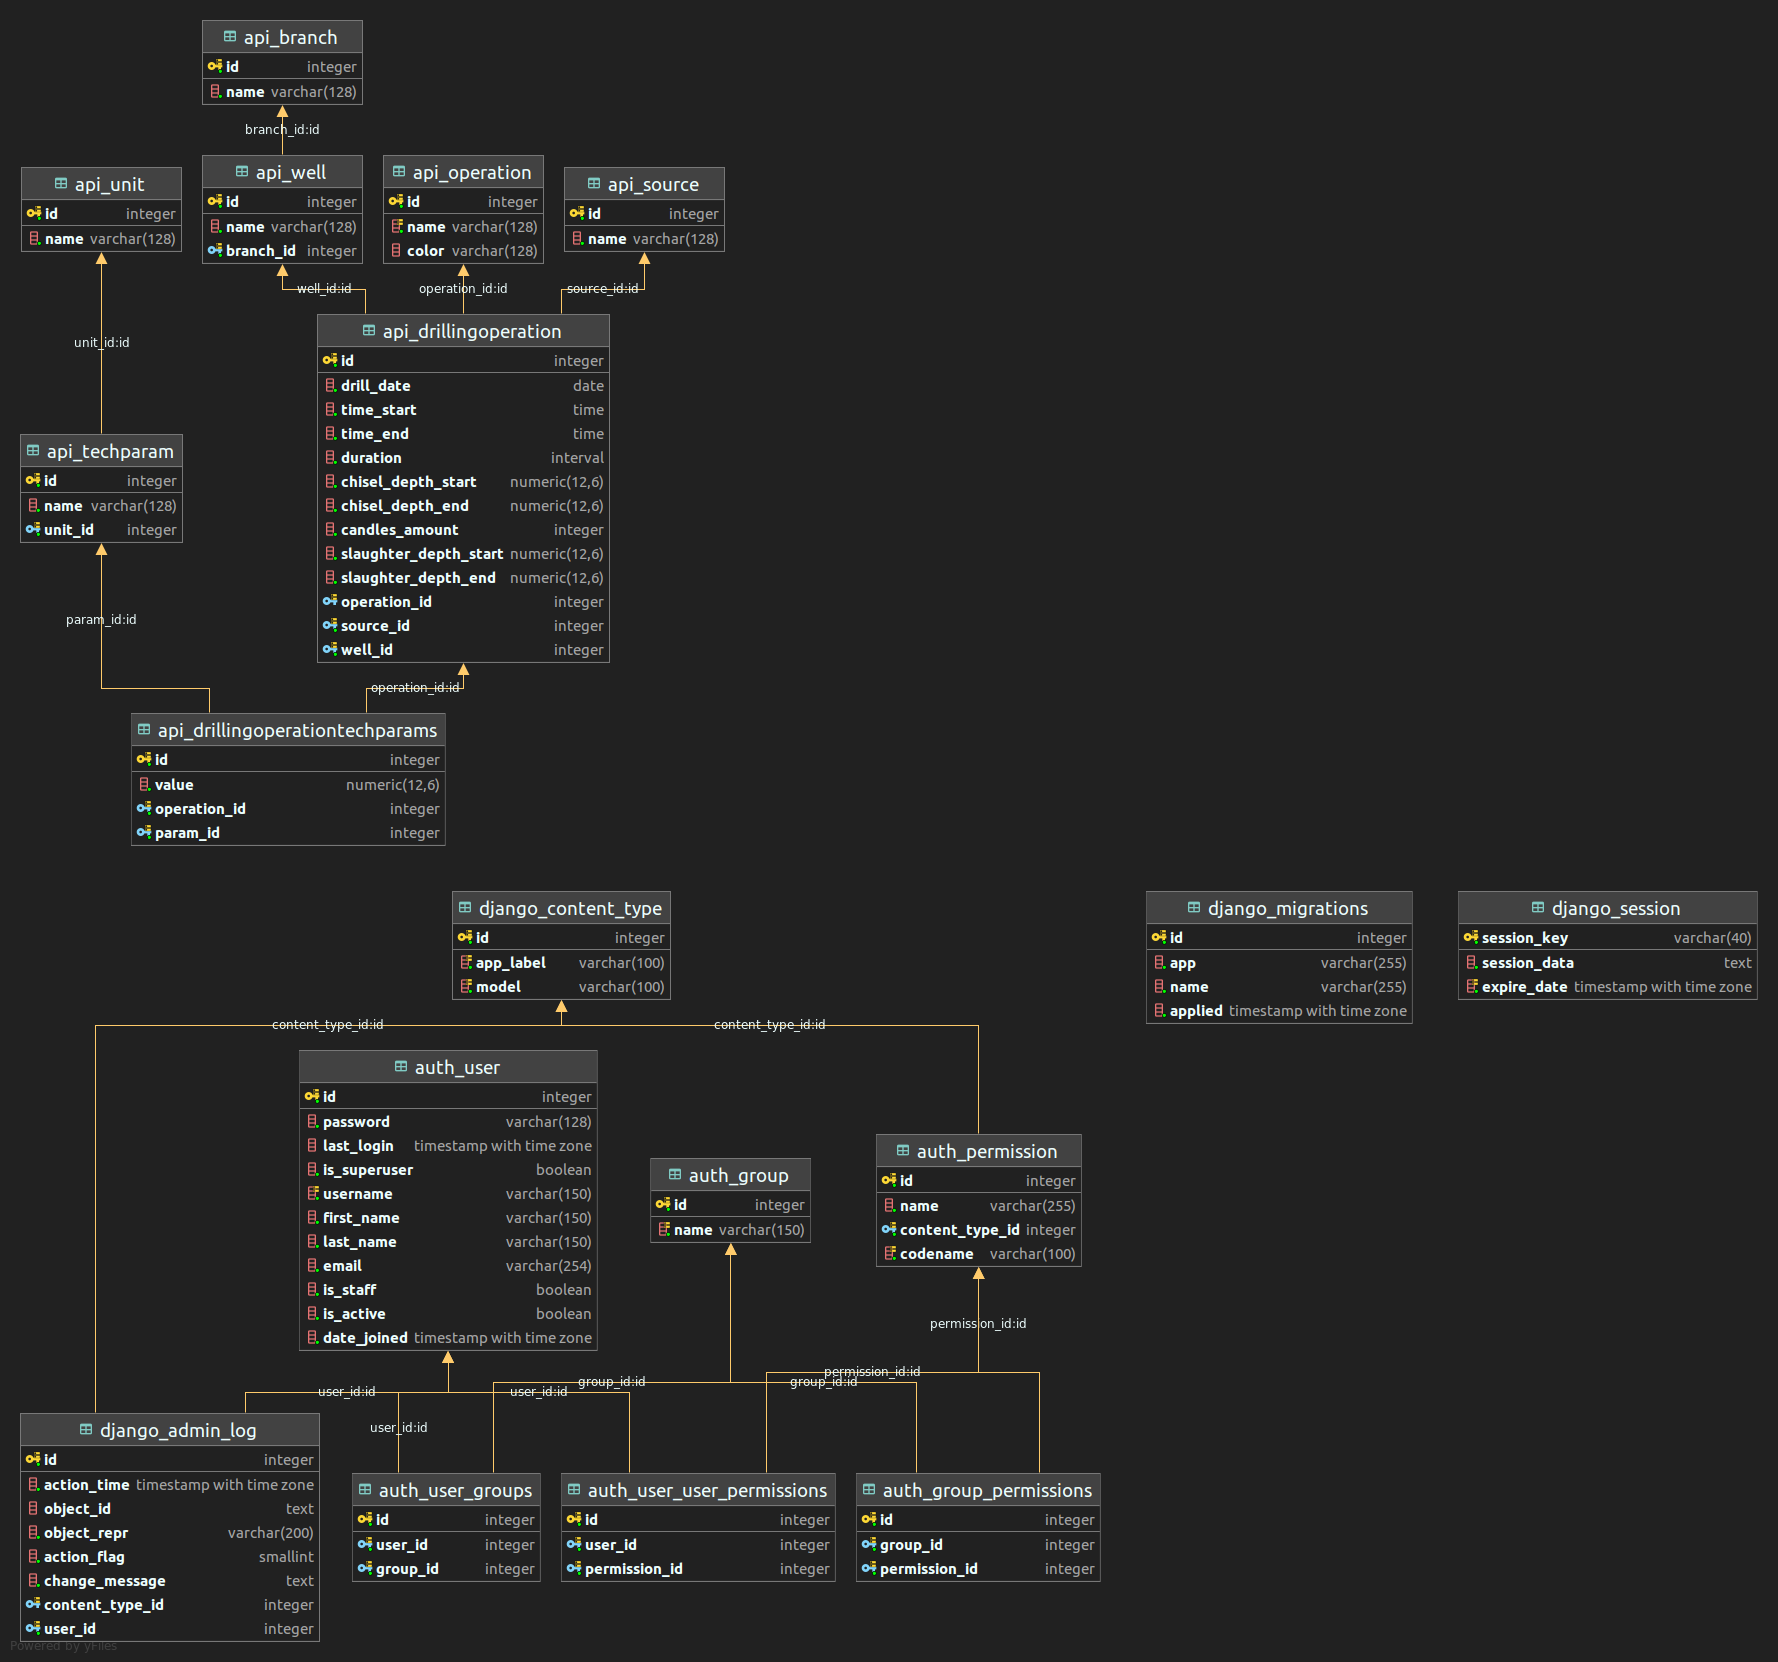 api_branch
id integer
name varchar(128)
branch_id:id
api_unit
id integer
name varchar(128)
api_well
id integer
name varchar(128)
branch_id integer
api_operation
id integer
name varchar(128)
color varchar(128)
api_source
id integer
name varchar(128)
well_id:id
operation_id:id
source_id:id
unit_id:id
api_drillingoperation
id integer
drill_date date
time_start time
time_end time
duration interval
chisel_depth_start numeric(12,6)
chisel_depth_end numeric(12,6)
candles_amount integer
slaughter_depth_start numeric(12,6)
slaughter_depth_end numeric(12,6)
operation_id integer
source_id integer
well_id integer
api_techparam
id integer
name varchar(128)
unit_id integer
param_id:id
operation_id:id
api_drillingoperationtechparams
id integer
value numeric(12,6)
operation_id integer
param_id integer
django_content_type
id integer
app_label varchar(100)
model varchar(100)
django_migrations
id integer
app varchar(255)
name varchar(255)
applied timestamp with time zone
django_session
session_key varchar(40)
session_data text
expire_date timestamp with time zone
content_type_id:id
content_type_id:id
auth_user
id integer
password varchar(128)
last_login timestamp with time zone
is_superuser boolean
username varchar(150)
first_name varchar(150)
last_name varchar(150)
email varchar(254)
is_staff boolean
is_active boolean
date_joined timestamp with time zone
auth_group
id integer
name varchar(150)
auth_permission
id integer
name varchar(255)
content_type_id integer
codename varchar(100)
permission_id:id
permission_id:id
group_id:id
group_id:id
user_id:id
user_id:id
user_id:id
django_admin_log
id integer
action_time timestamp with time zone
object_id text
object_repr varchar(200)
action_flag smallint
change_message text
content_type_id integer
user_id integer
auth_user_groups
id integer
user_id integer
group_id integer
auth_user_user_permissions
id integer
user_id integer
permission_id integer
auth_group_permissions
id integer
group_id integer
permission_id integer
Powered by yFiles